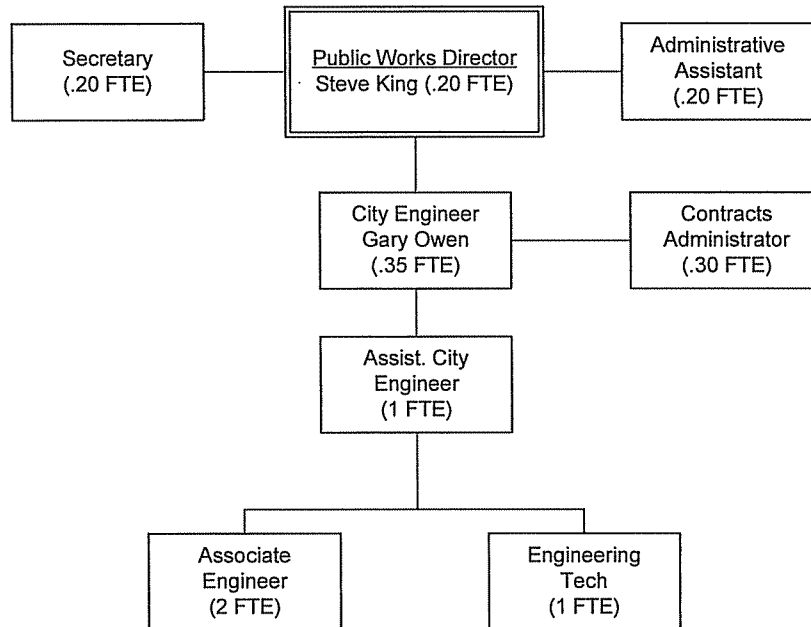 Secretary
(.20 FTE)
Public Works Director
Steve King (.20 FTE)
Administrative
Assistant
(.20 FTE)
City Engineer
Gary Owen
(.35 FTE)
Contracts
Administrator
(.30 FTE)
Assist. City
Engineer
(1 FTE)
Associate
Engineer
(2 FTE)
Engineering
Tech
(1 FTE)